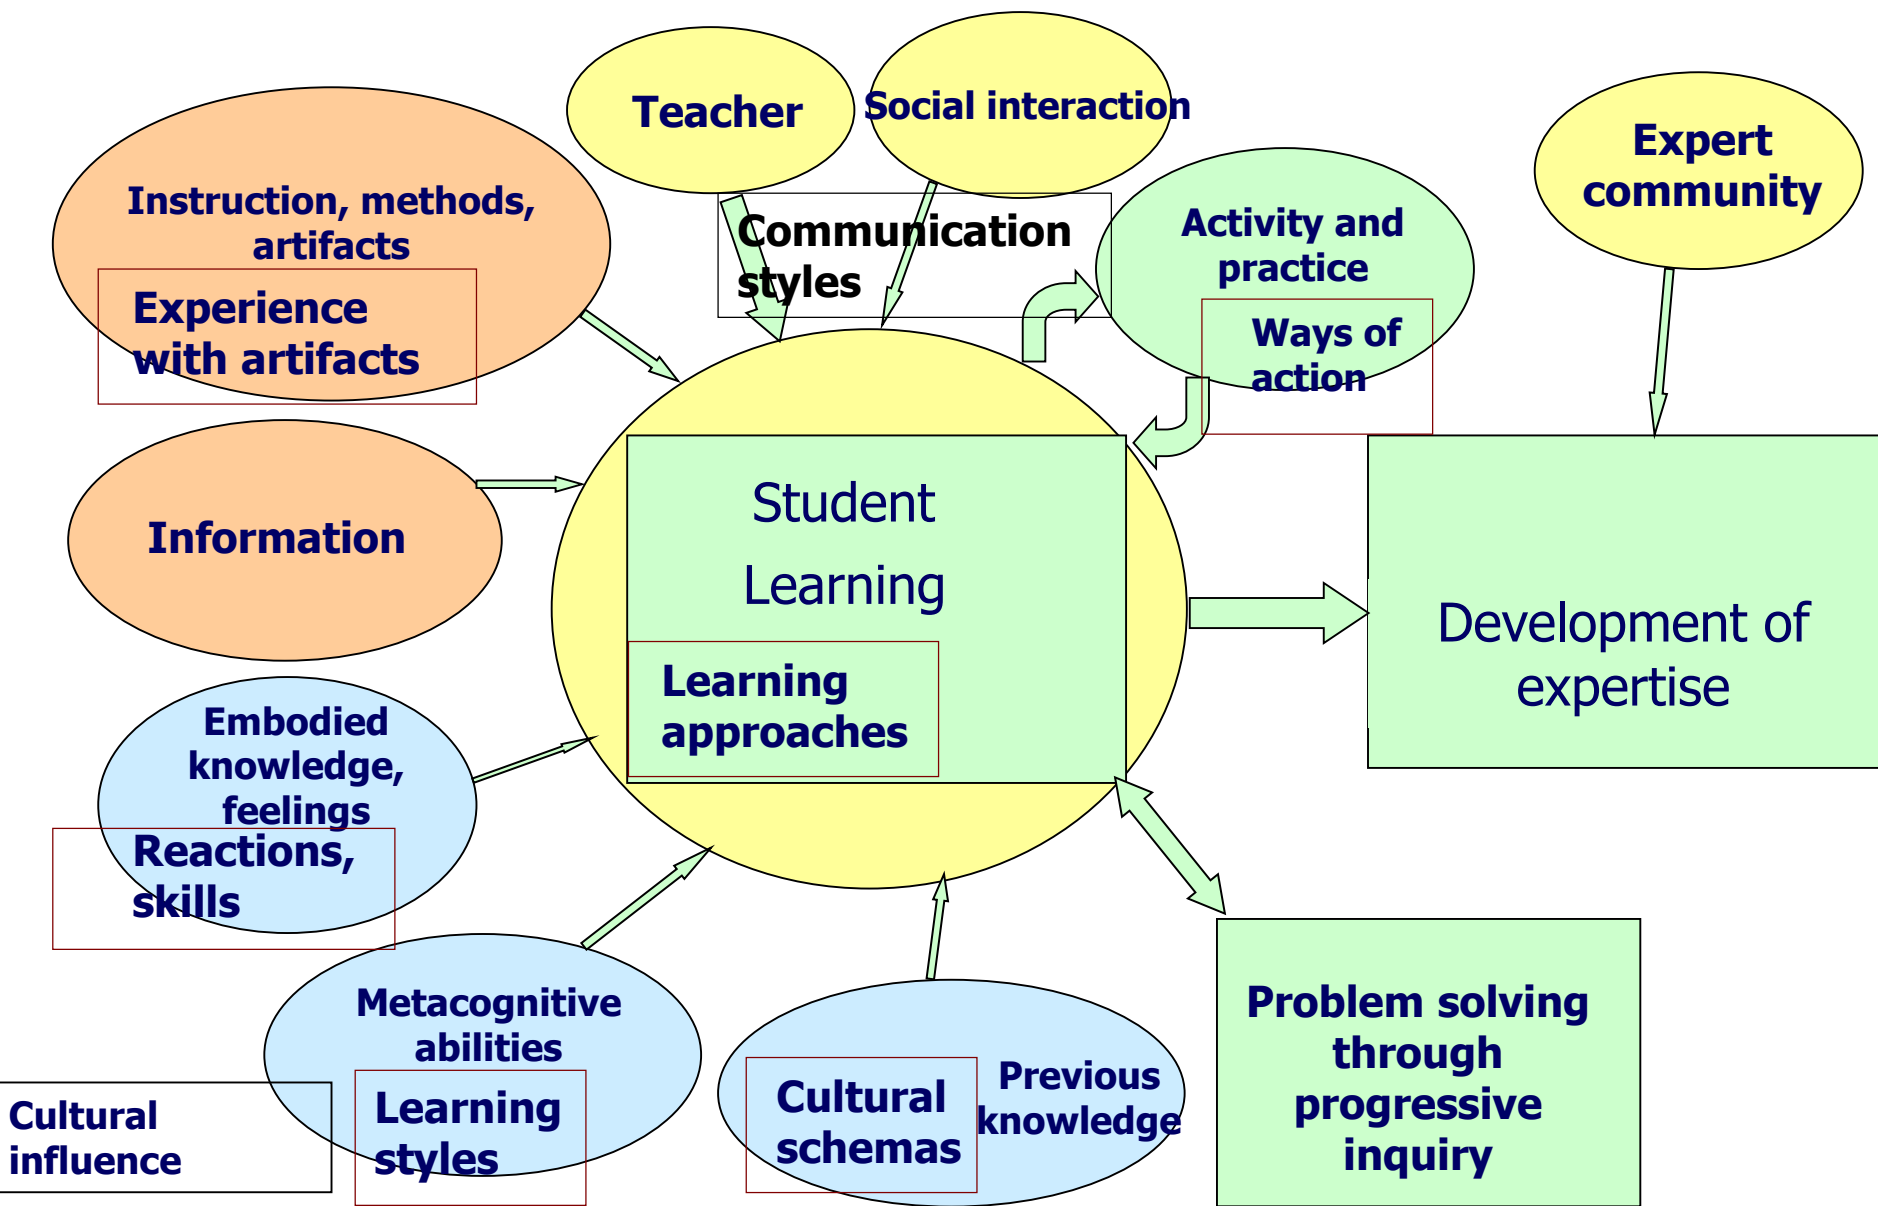 Teacher
Social interaction
Expert
community
Instruction, methods,
artifacts
Experience
with artifacts
Communication
styles
Activity and
practice
Ways of
action
Information
Student
Learning
Learning
approaches
Development of
expertise
Embodied
knowledge,
feelings
Reactions,
skills
Metacognitive
abilities
Learning
styles
Cultural
influence
Previous
knowledge
Cultural
schemas
Problem solving
through
progressive
inquiry